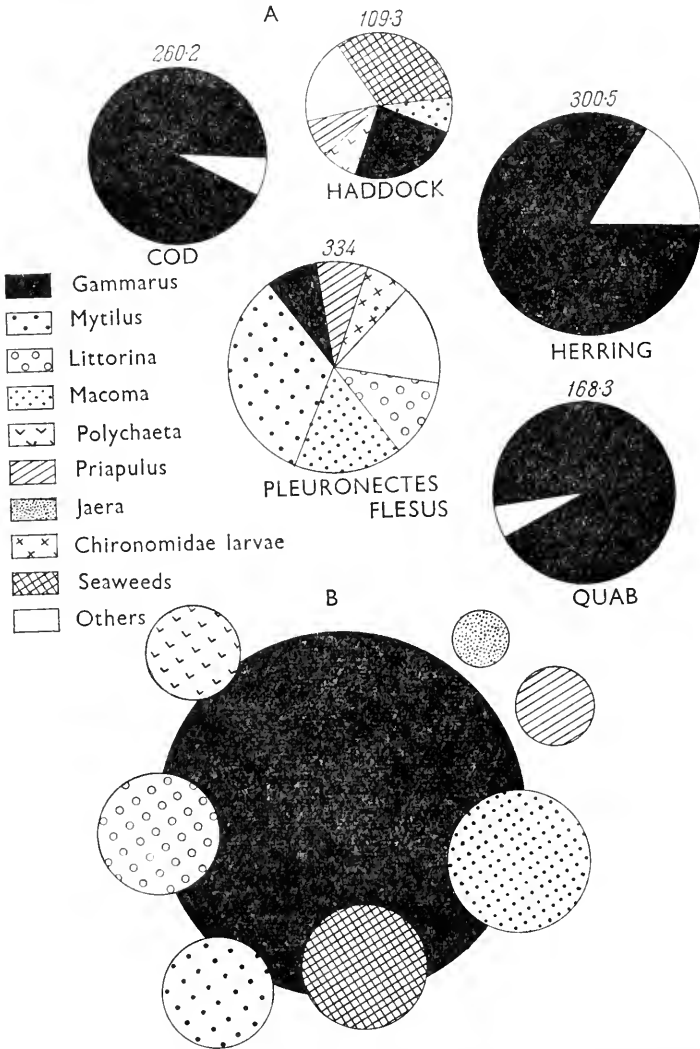 A
260·2
COD
109·3
HADDOCK
300·5
HERRING
334
PLEURONECTES
FLESUS
168·3
QUAB
Gammarus
Mytilus
Littorina
Macoma
Polychaeta
Priapulus
Jaera
Chironomidae larvae
Seaweeds
Others
B